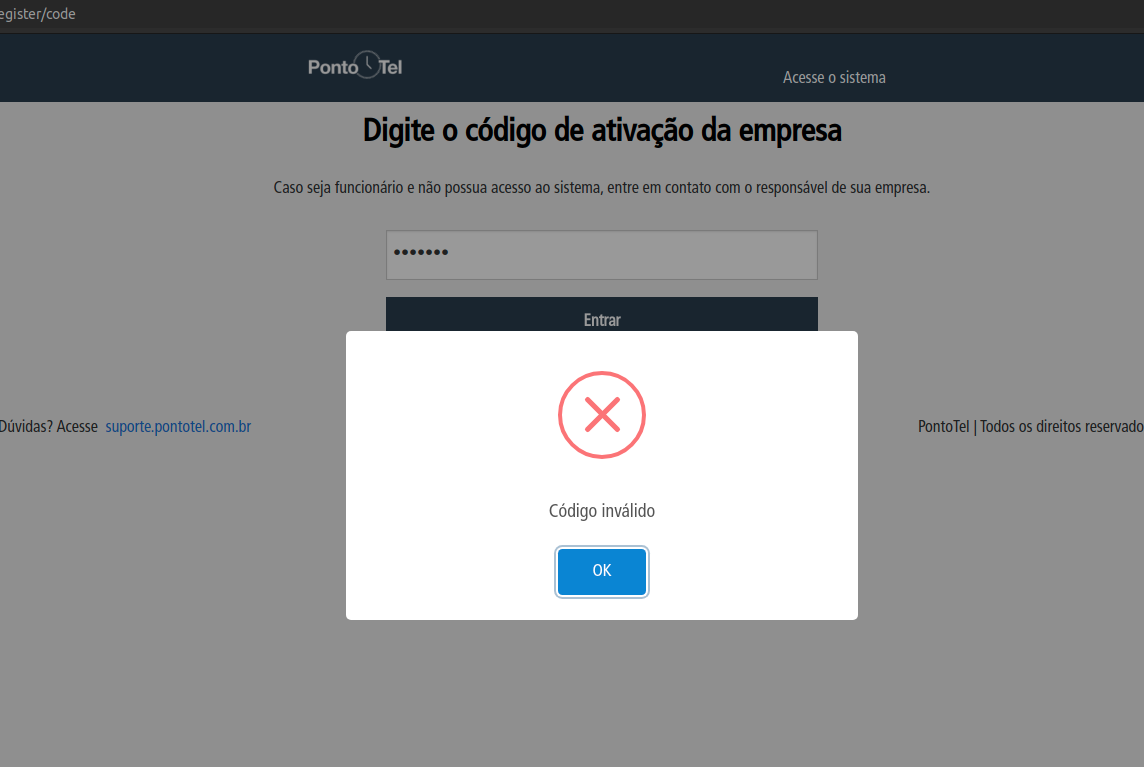 egister/code
PontoTel
Acesse o sistema
Digite o código de ativação da empresa
Caso seja funcionário e não possua acesso ao sistema, entre em contato com o responsável de sua empresa.
•••••••
Entrar
Dúvidas? Acesse suporte.pontotel.com.br
PontoTel | Todos os direitos reservado
Código inválido
OK